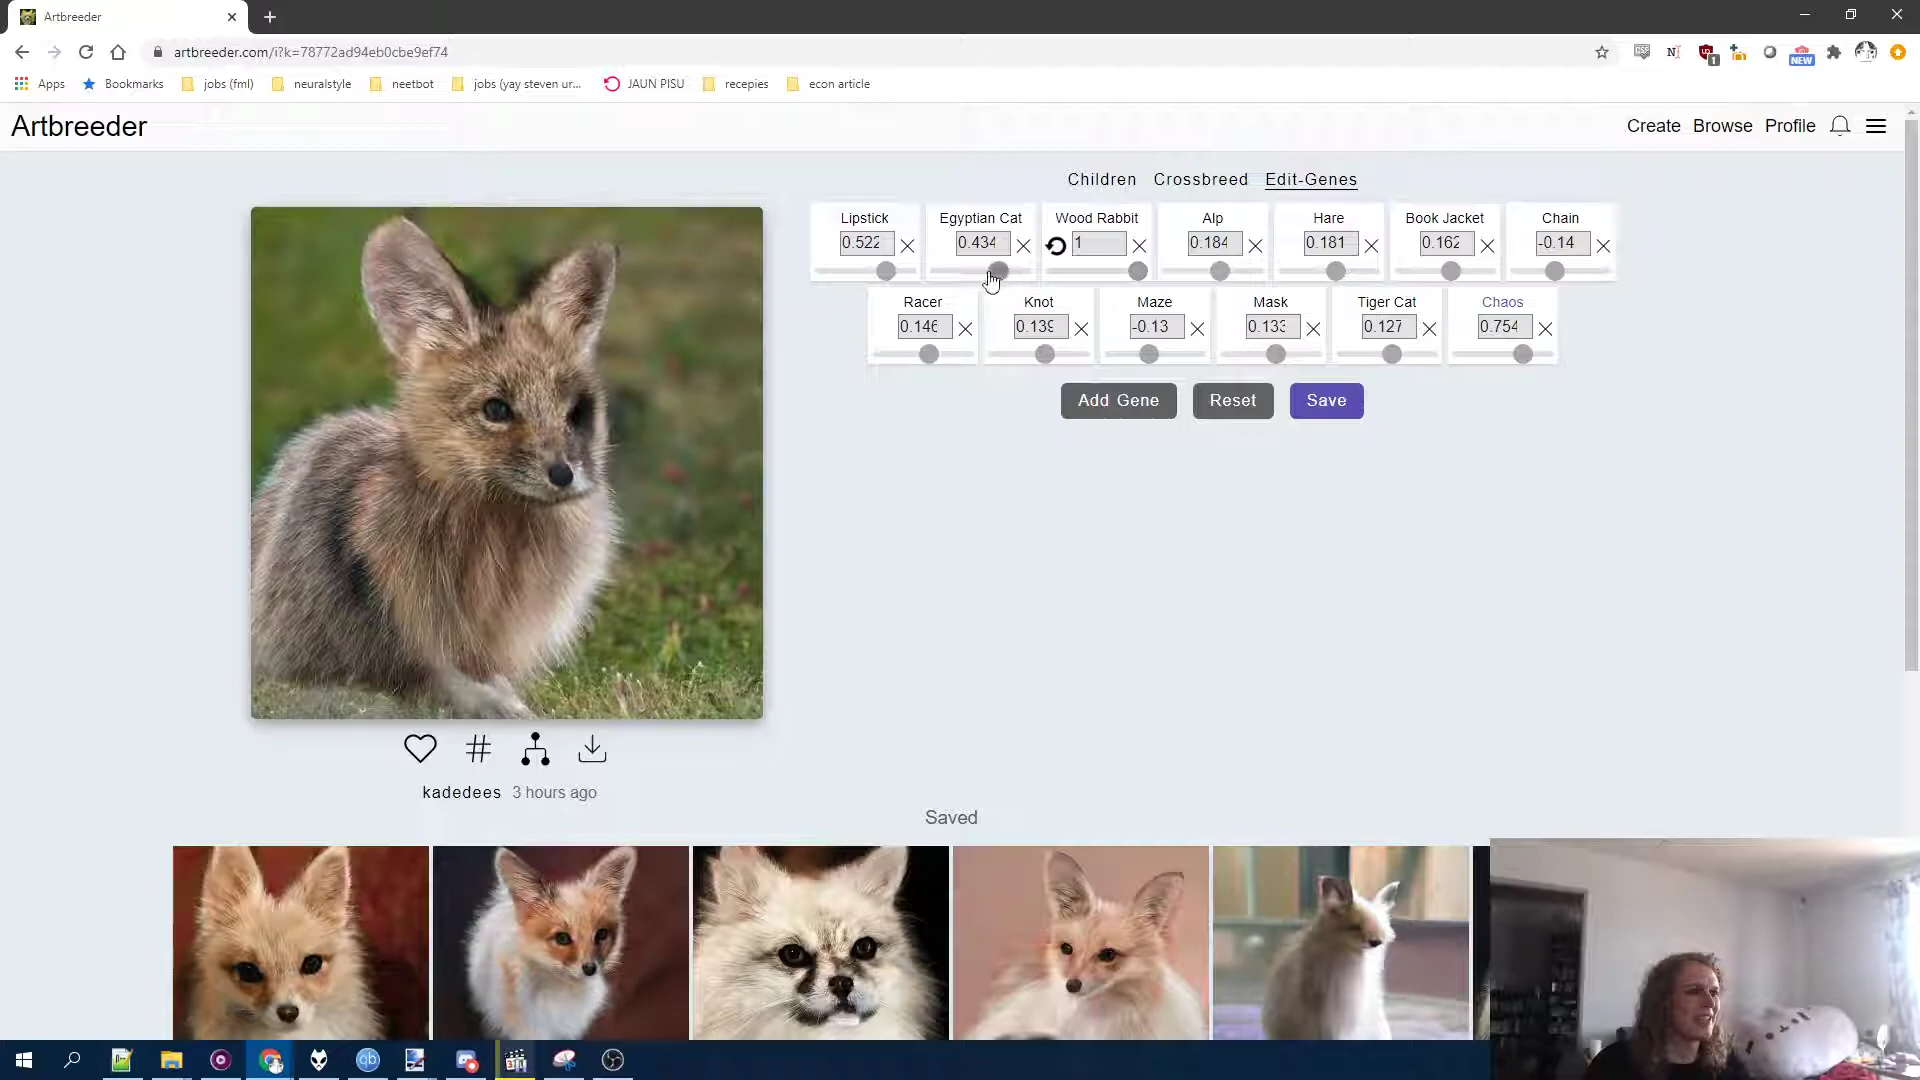 Artbreeder
artbreeder.com/i?k=78772ad94eb0cbe9ef74
NEW
1
Apps
Bookmarks
jobs (fml)
neuralstyle
neetbot
jobs (yay steven ur...
JAUN PISU
recepies
econ article
Artbreeder
Create Browse Profile
Children Crossbreed Edit-Genes
Lipstick Egyptian Cat Wood Rabbit Alp Hare Book Jacket Chain
0.522 0.434 1 0.184 0.181 0.162 -0.14
Racer Knot Maze Mask Tiger Cat Chaos
0.146 0.139 -0.13 0.133 0.127 0.754
Add Gene Reset Save
kadedees 3 hours ago
Saved